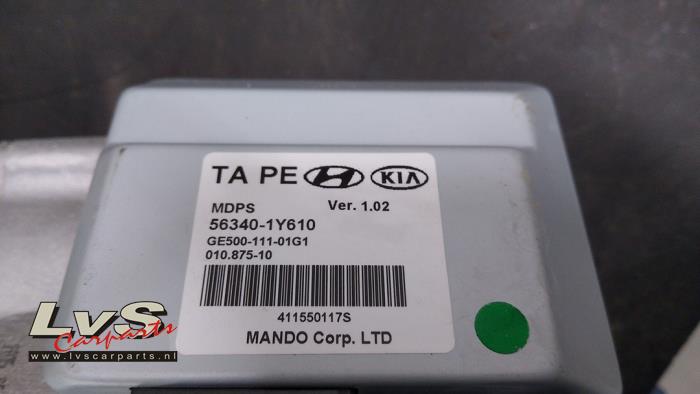 TA PE H KIA
MDPS Ver. 1.02
56340-1Y610
GE500-111-01G1
010.875-10
411550117S
MANDO Corp. LTD
LvS
Carparts
www.lvscarparts.nl